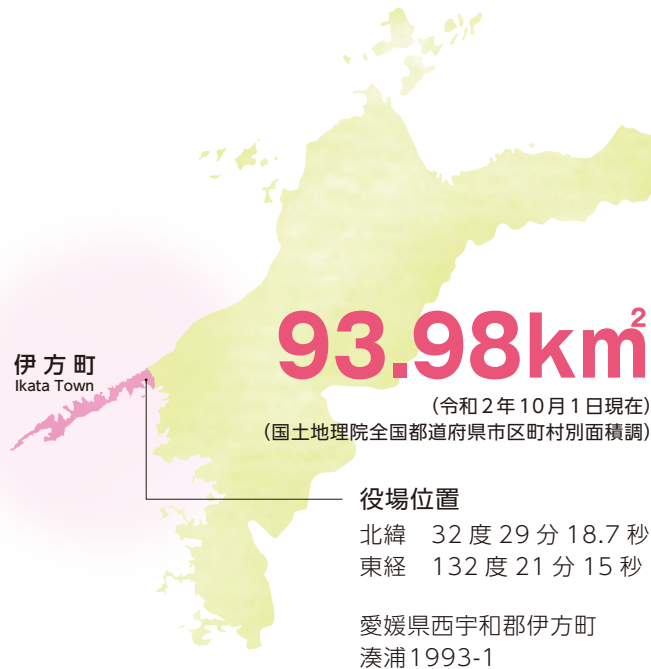 伊方町
Ikata Town
93.98km²
(令和2年10月1日現在)
(国土地理院全国都道府県市区町村別面積調)
役場位置
北緯　32度29分18.7秒
東経　132度21分15秒
愛媛県西宇和郡伊方町
湊浦1993-1